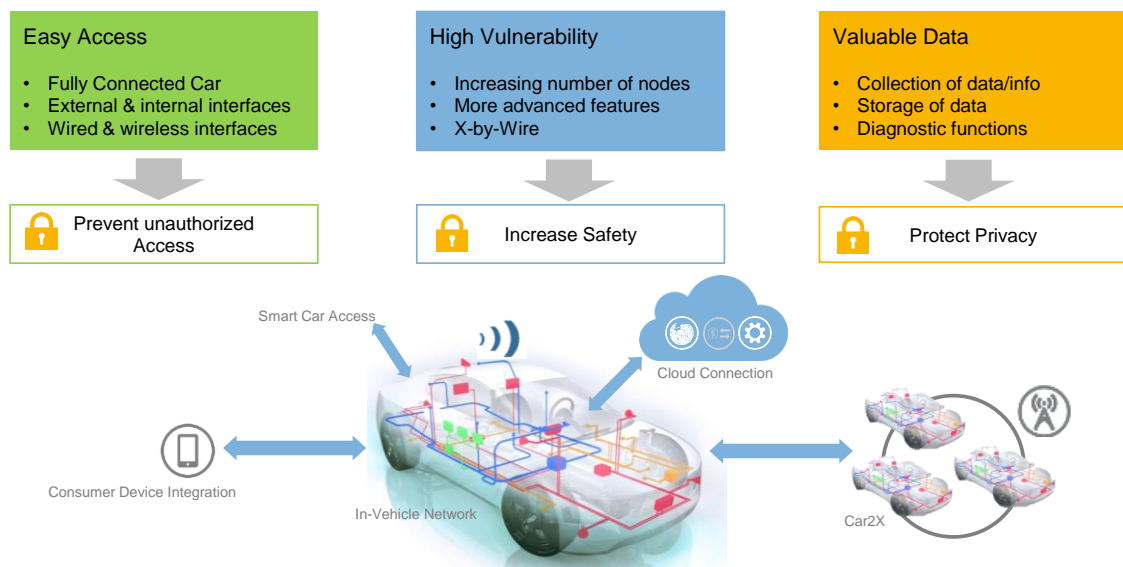 Easy Access
• Fully Connected Car
• External & internal interfaces
• Wired & wireless interfaces
High Vulnerability
• Increasing number of nodes
• More advanced features
• X-by-Wire
Valuable Data
• Collection of data/info
• Storage of data
• Diagnostic functions
Prevent unauthorized
Access
Increase Safety
Protect Privacy
Smart Car Access
Cloud Connection
Consumer Device Integration
In-Vehicle Network
Car2X